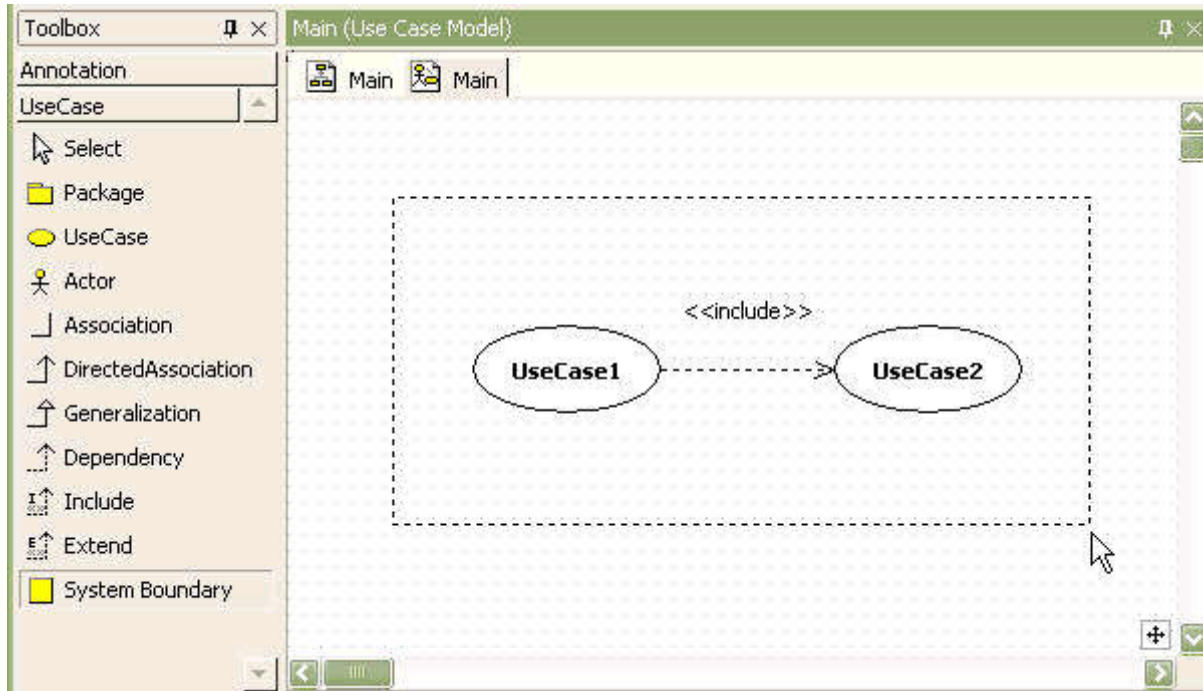 Toolbox
Annotation
UseCase
Select
Package
UseCase
Actor
Association
DirectedAssociation
Generalization
Dependency
Include
Extend
System Boundary
Main (Use Case Model)
Main Main
<<include>>
UseCase1 UseCase2